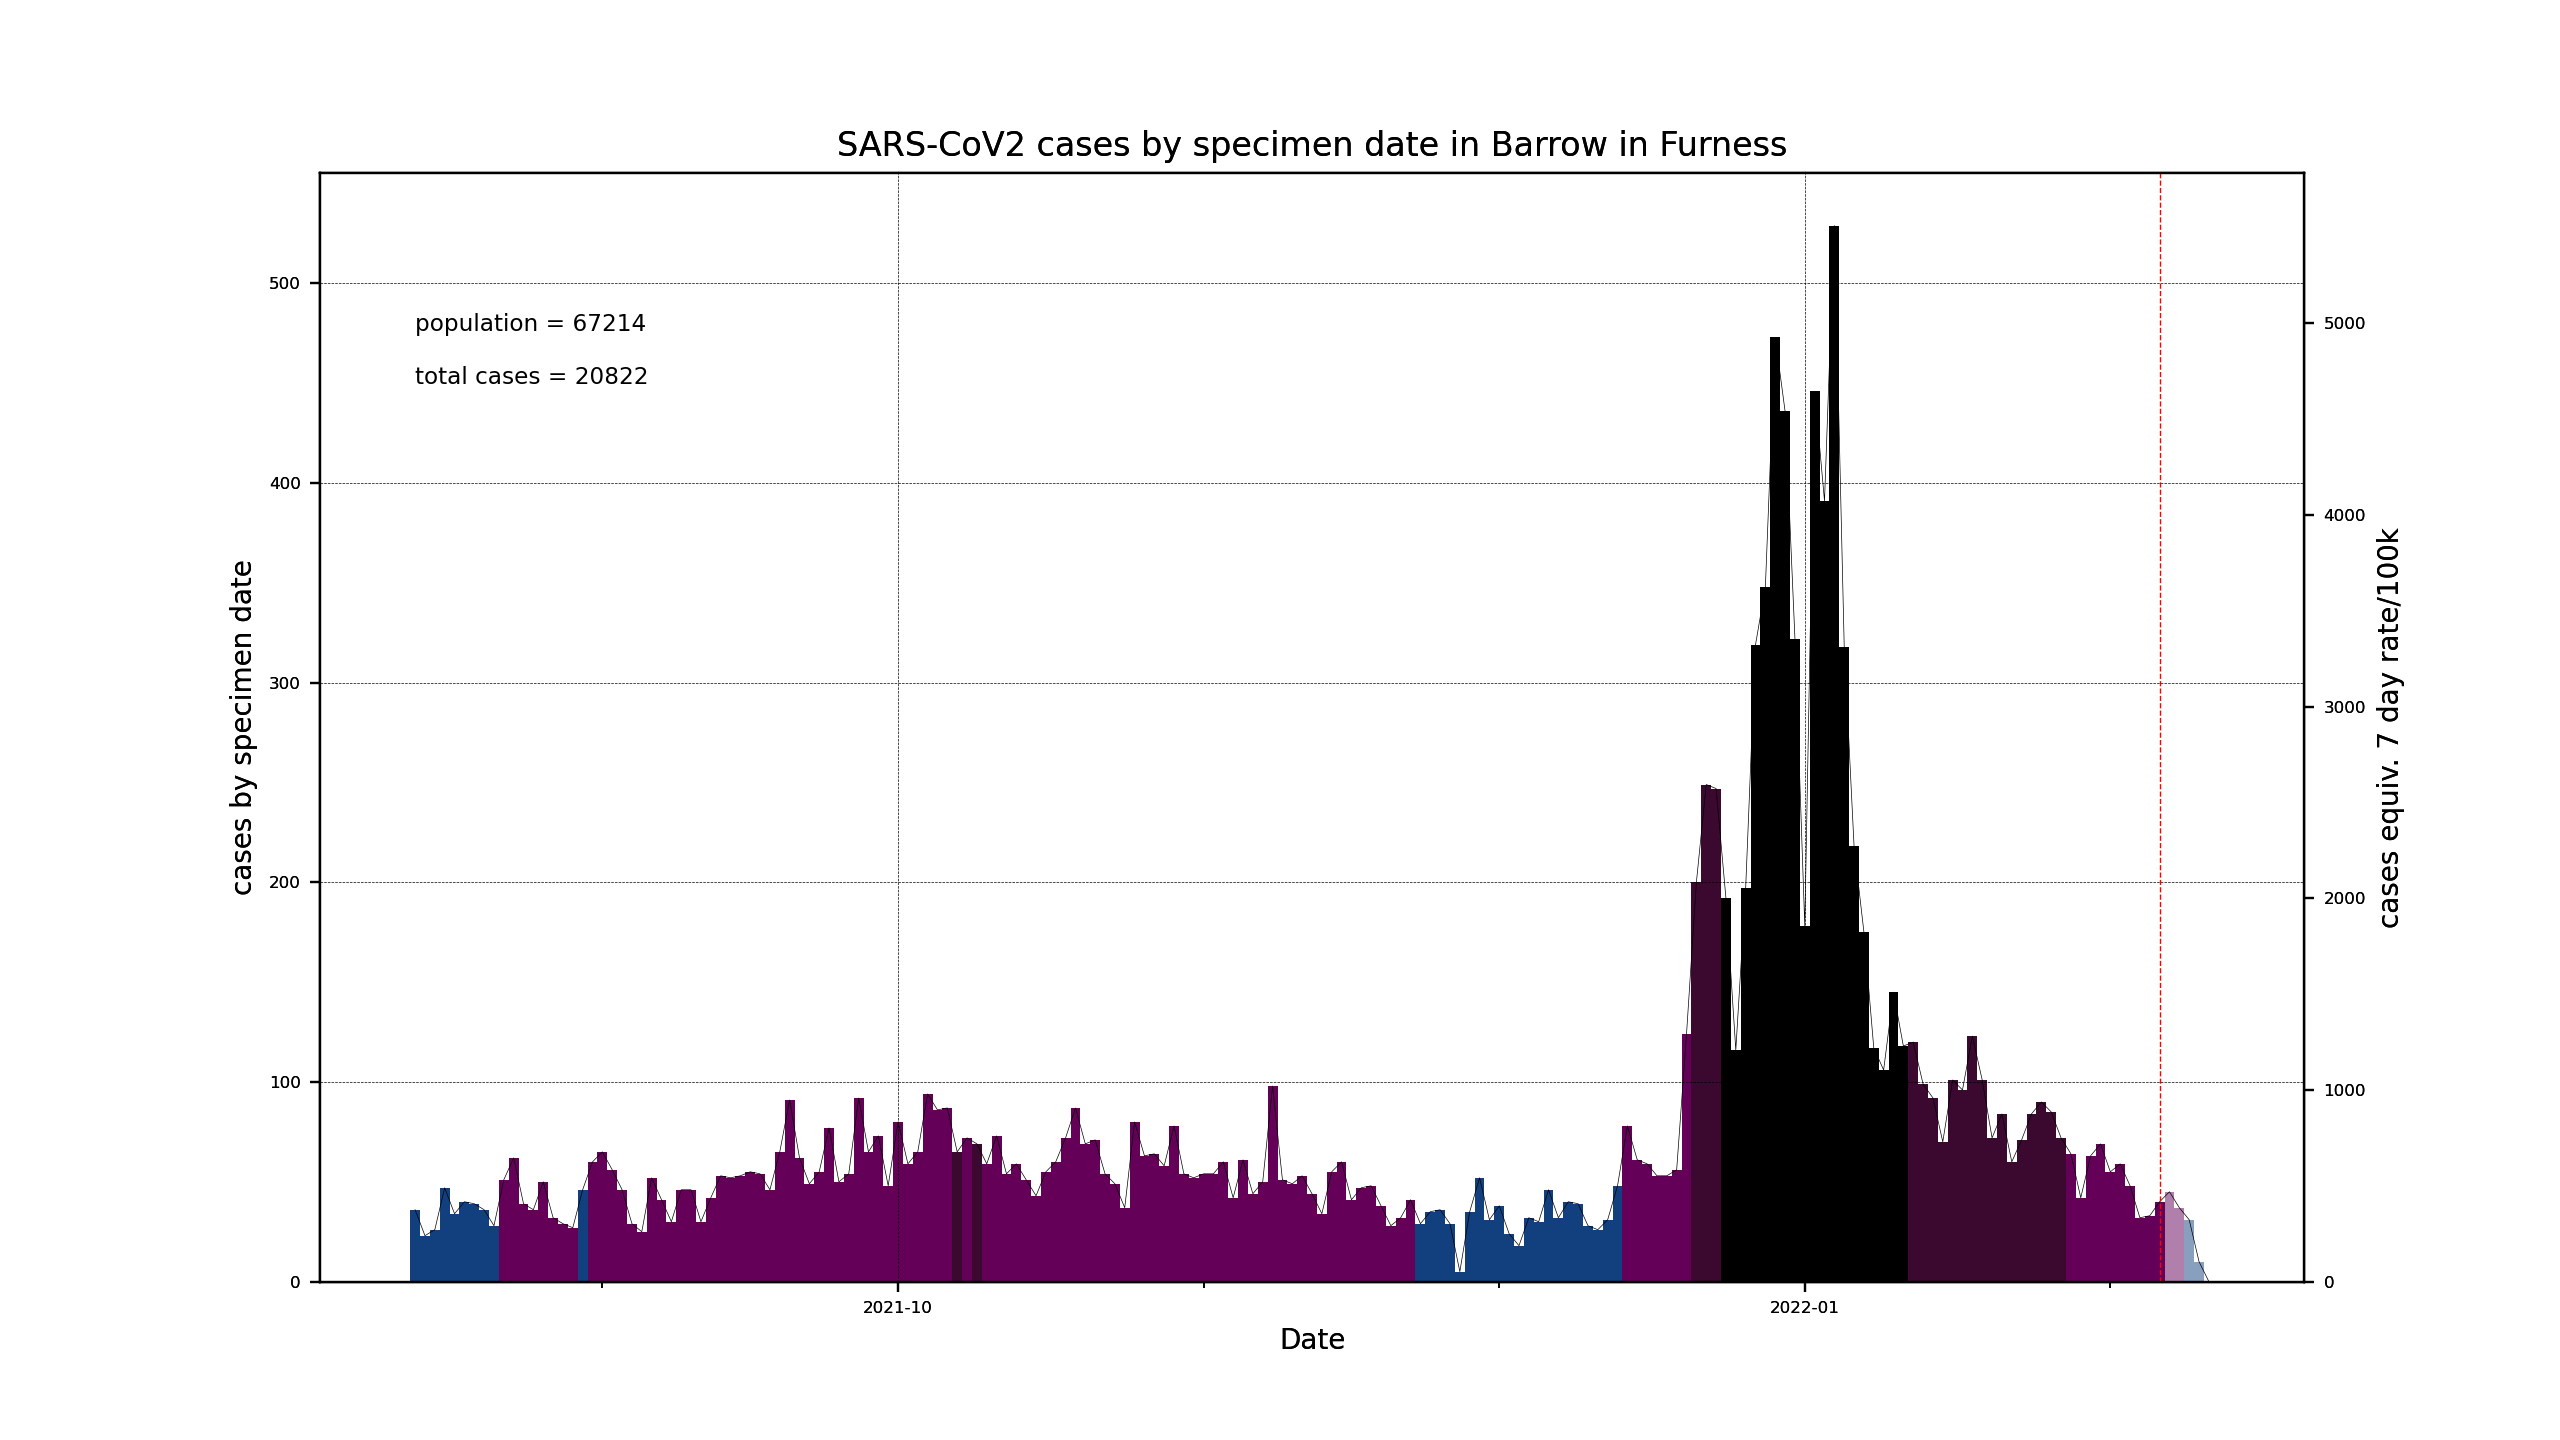 SARS-CoV2 cases by specimen date in Barrow in Furness
population = 67214
total cases = 20822
cases by specimen date
500
400
300
200
100
0
5000
4000
3000
2000
1000
0
cases equiv. 7 day rate/100k
2021-10
2022-01
Date